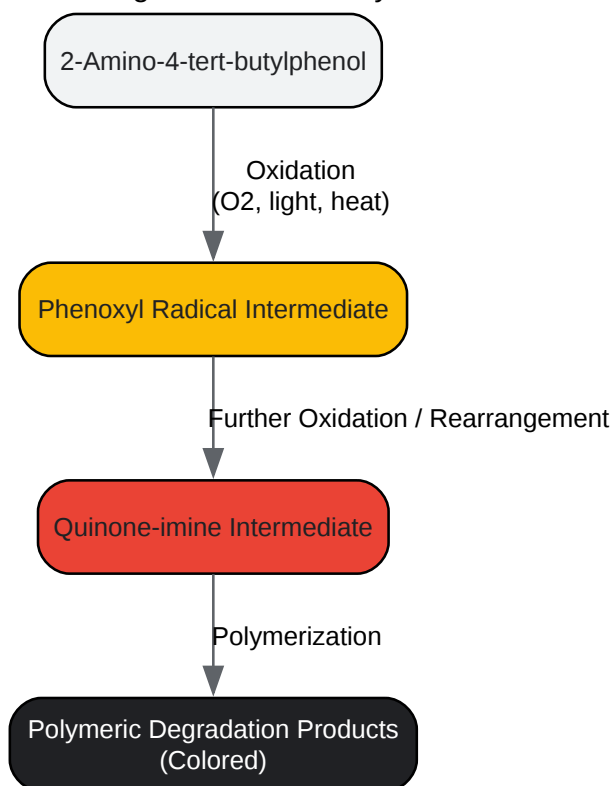 2-Amino-4-tert-butylphenol
Oxidation
(O2, light, heat)
Phenoxyl Radical Intermediate
Further Oxidation / Rearrangement
Quinone-imine Intermediate
Polymerization
Polymeric Degradation Products
(Colored)